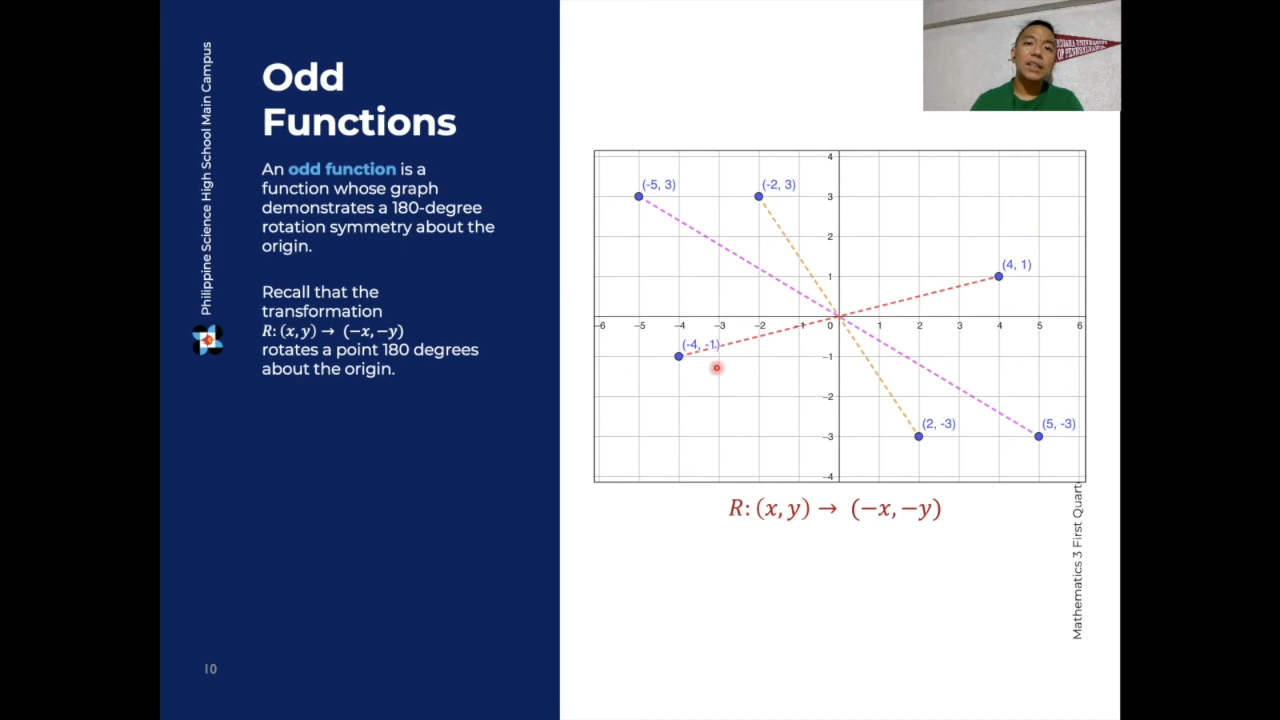 Philippine Science High School Main Campus
Odd
Functions
An odd function is a
function whose graph
demonstrates a 180-degree
rotation symmetry about the
origin.
Recall that the
transformation
R: (x, y) → (−x, −y)
rotates a point 180 degrees
about the origin.
10
OF PENNSYLVANIA
4
(-5, 3)
(-2, 3)
3
2
(4, 1)
1
−6 −5 −4 −3 −2 −1 0 1 2 3 4 5 6
(-4, -1)
−1
−2
(2, -3)
(5, -3)
−3
−4
R: (x, y) → (−x, −y)
Mathematics 3 First Quart